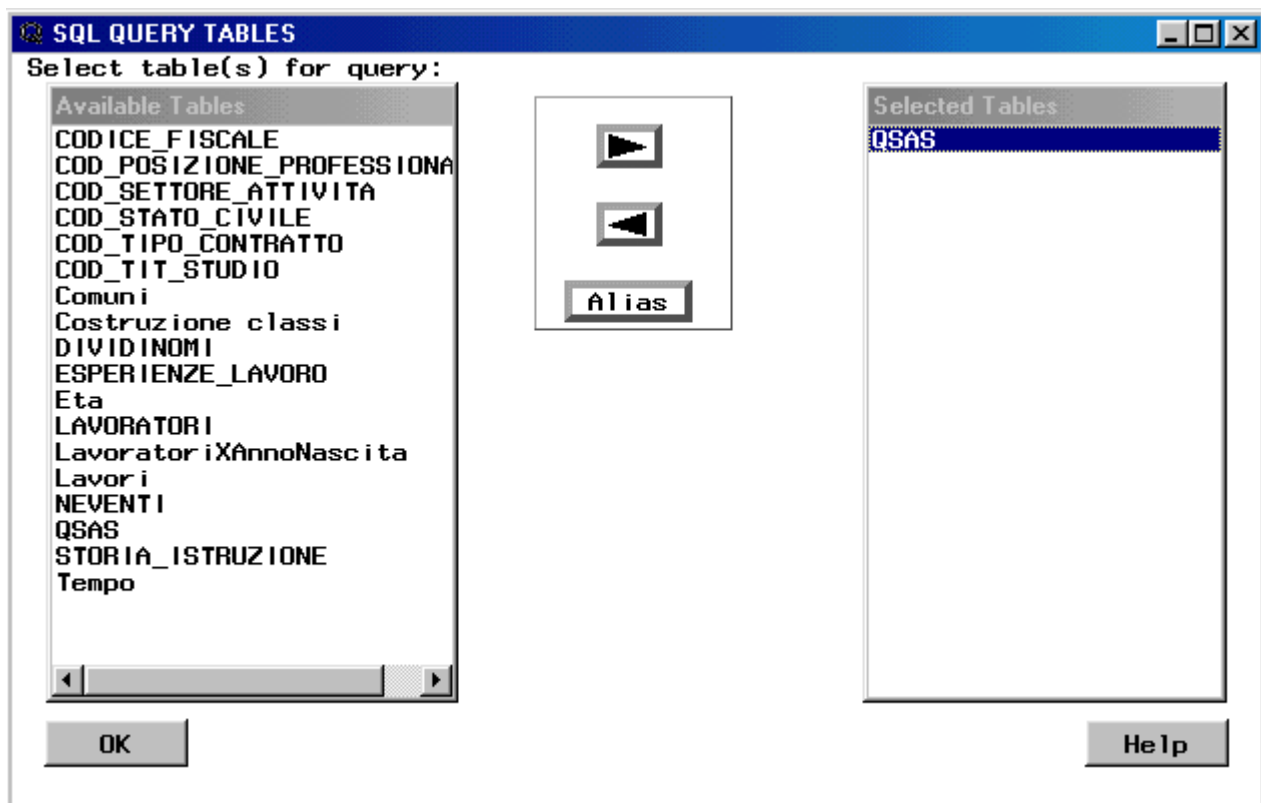 SQL QUERY TABLES
Select table(s) for query:
Available Tables
CODICE_FISCALE
COD_POSIZIONE_PROFESSIONA
COD_SETTORE_ATTIVITA
COD_STATO_CIVILE
COD_TIPO_CONTRATTO
COD_TIT_STUDIO
Comuni
Costruzione classi
DIVIDINOMI
ESPERIENZE_LAVORO
Eta
LAVORATORI
LavoratoriXAnnoNascita
Lavori
NEVENTI
QSAS
STORIA_ISTRUZIONE
Tempo
Alias
Selected Tables
QSAS
OK
Help